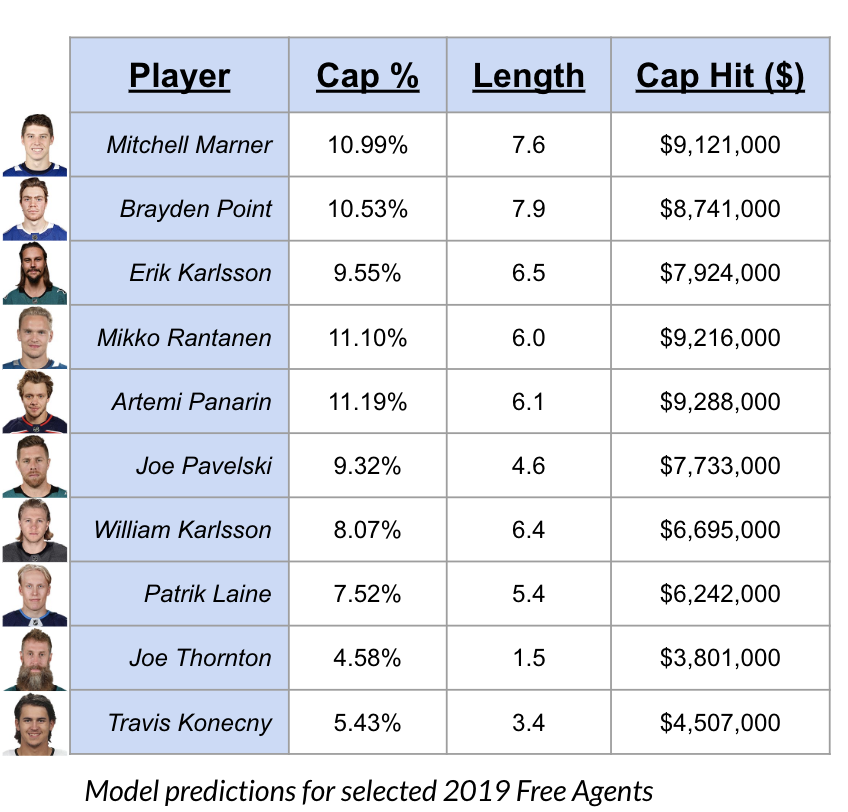 Player Cap % Length Cap Hit ($)
Mitchell Marner 10.99% 7.6 $9,121,000
Brayden Point 10.53% 7.9 $8,741,000
Erik Karlsson 9.55% 6.5 $7,924,000
Mikko Rantanen 11.10% 6.0 $9,216,000
Artemi Panarin 11.19% 6.1 $9,288,000
Joe Pavelski 9.32% 4.6 $7,733,000
William Karlsson 8.07% 6.4 $6,695,000
Patrik Laine 7.52% 5.4 $6,242,000
Joe Thornton 4.58% 1.5 $3,801,000
Travis Konecny 5.43% 3.4 $4,507,000
Model predictions for selected 2019 Free Agents